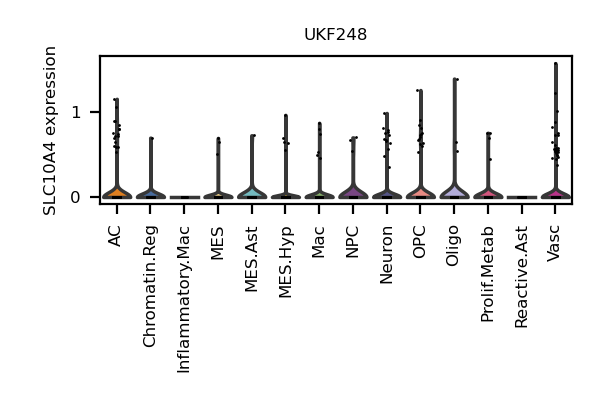 UKF248
SLC10A4 expression
1
0
AC
Chromatin.Reg
Inflammatory.Mac
MES
MES.Ast
MES.Hyp
Mac
NPC
Neuron
OPC
Oligo
Prolif.Metab
Reactive.Ast
Vasc